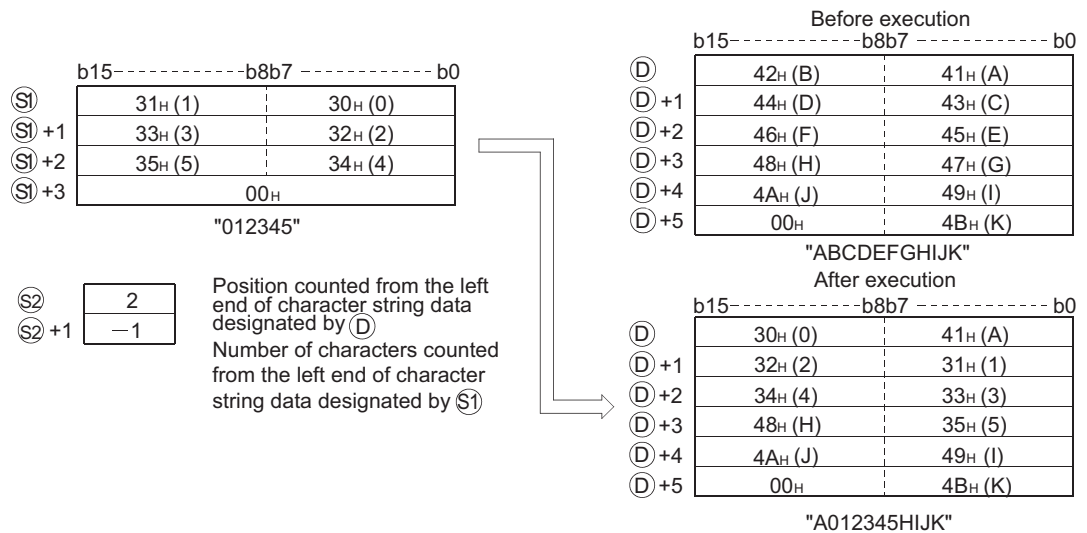 b15 b8b7 b0
S1 31H (1) 30H (0)
S1 +1 33H (3) 32H (2)
S1 +2 35H (5) 34H (4)
S1 +3 00H
"012345"
S2 2
S2 +1 —1
Position counted from the left
end of character string data
designated by D
Number of characters counted
from the left end of character
string data designated by S1
Before execution
b15 b8b7 b0
D 42H (B) 41H (A)
D +1 44H (D) 43H (C)
D +2 46H (F) 45H (E)
D +3 48H (H) 47H (G)
D +4 4AH (J) 49H (I)
D +5 00H 4BH (K)
"ABCDEFGHIJK"
After execution
b15 b8b7 b0
D 30H (0) 41H (A)
D +1 32H (2) 31H (1)
D +2 34H (4) 33H (3)
D +3 48H (H) 35H (5)
D +4 4AH (J) 49H (I)
D +5 00H 4BH (K)
"A012345HIJK"